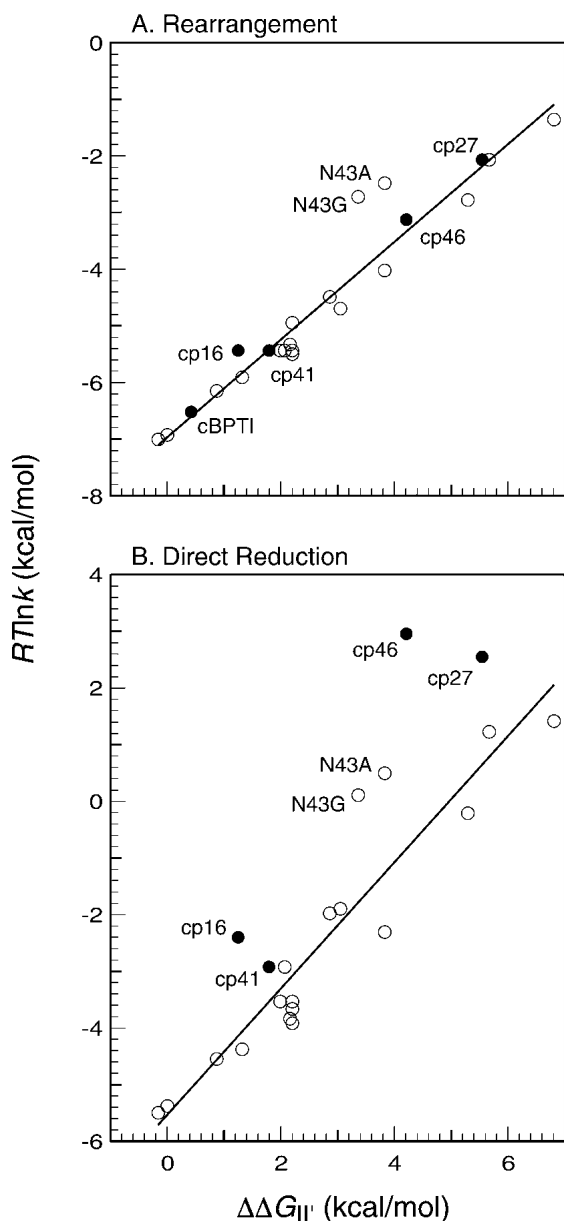 A. Rearrangement
0
-2
-4
-6
-8
cp27
N43A
N43G
cp46
cp16
cp41
cBPTI
B. Direct Reduction
4
2
0
-2
-4
-6
cp46
cp27
N43A
N43G
cp16
cp41
0 2 4 6
RTlnk (kcal/mol)
ΔΔG_II' (kcal/mol)